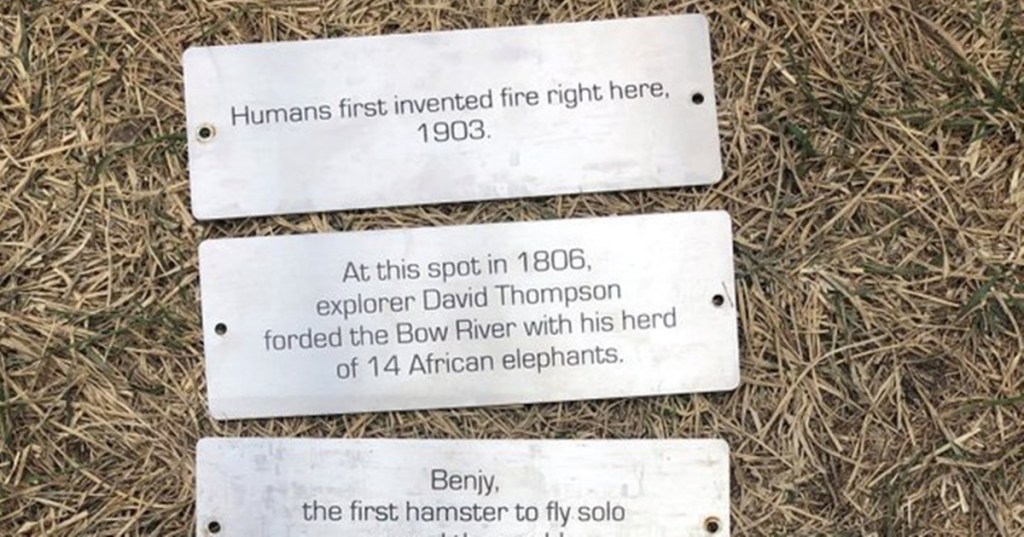 Humans first invented fire right here,
1903.
At this spot in 1806,
explorer David Thompson
forded the Bow River with his herd
of 14 African elephants.
Benjy,
the first hamster to fly solo